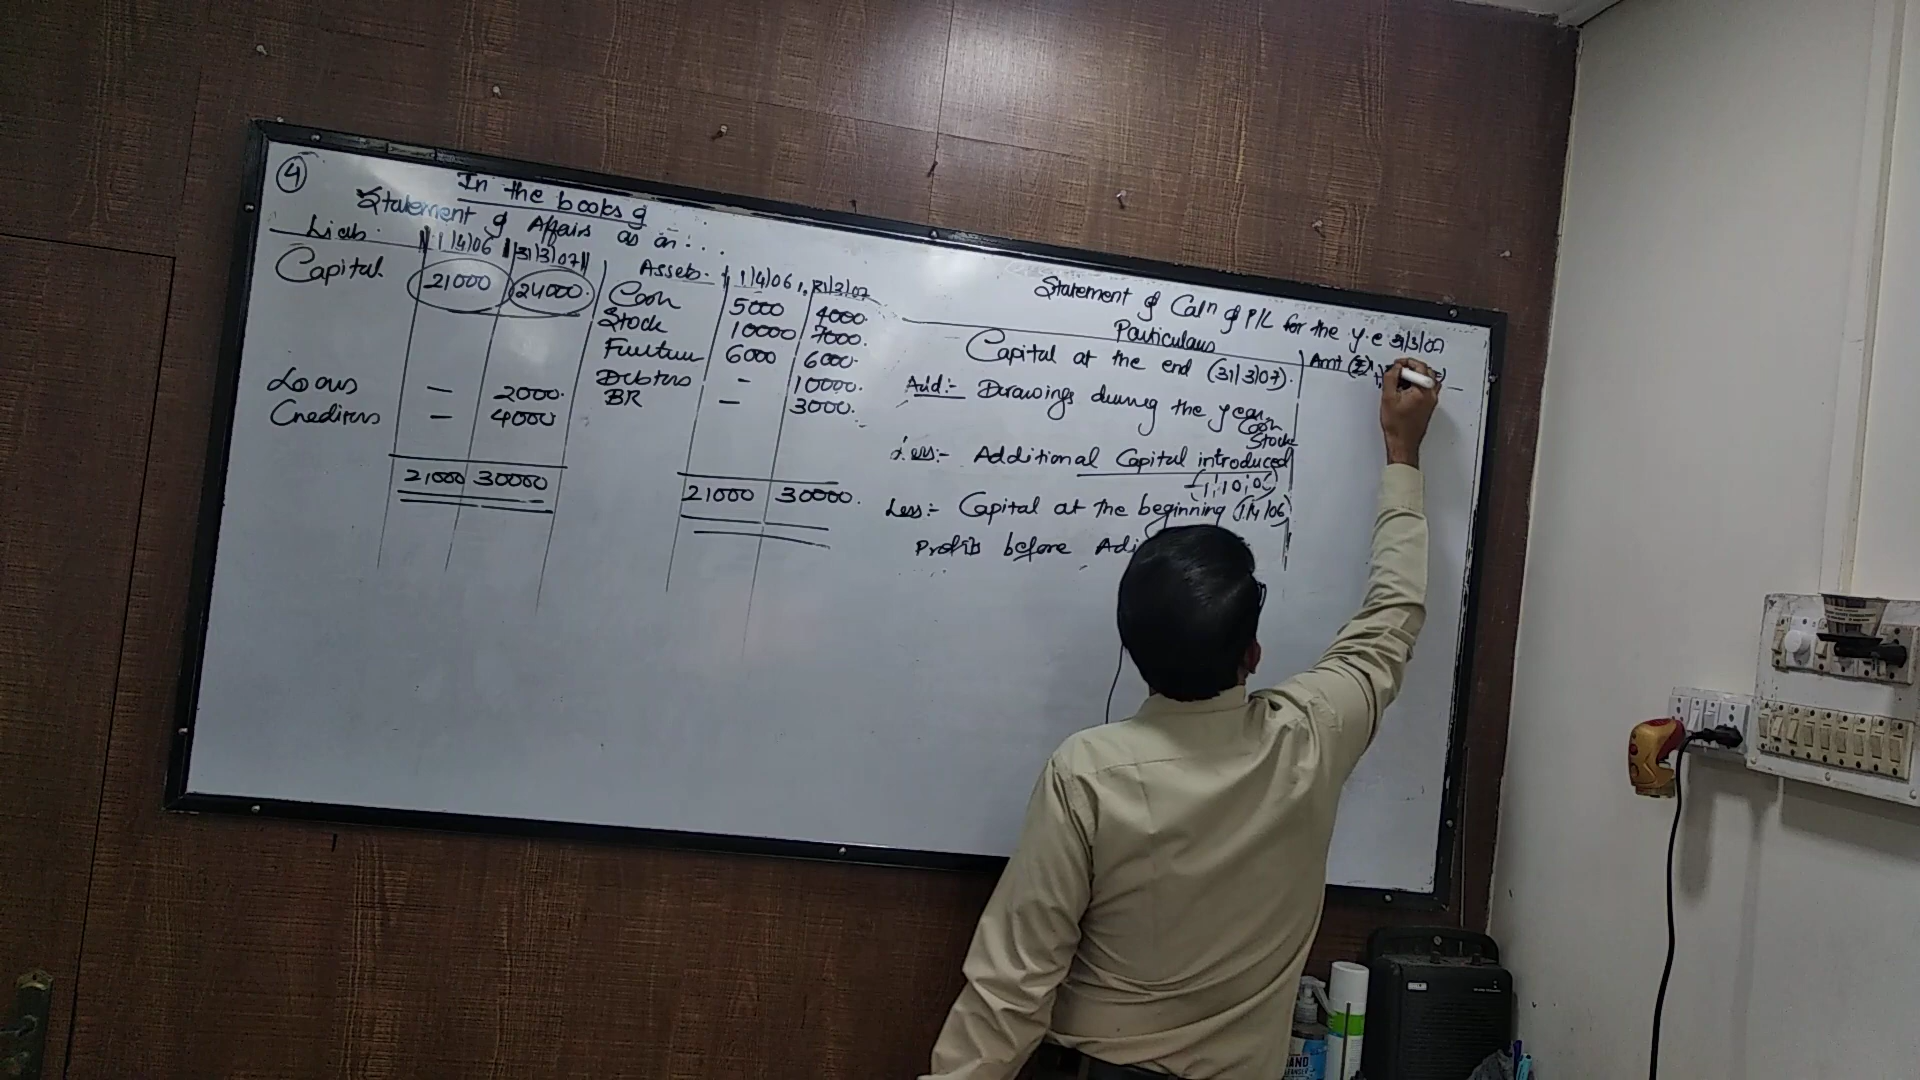 4
In the books of
Statement of Affairs as on...
Liab. 1/4/06 31/3/07 Assets. 1/4/06 31/3/07
Capital 21000 24000 Cash 5000 4000
Stock 10000 7000
6000 6000
Loans - 2000 Debtors - 10000
Creditors - 4000 BR - 3000
21000 30000 21000 30000
Statement of Caln of P/L for the y.e 31/3/07
Particulars Amt (₹)
Capital at the end (31/3/07).
Add:- Drawings during the year
Cash
Stock
Less:- Additional Capital introduced
Less:- Capital at the beginning (1/4/06)
Profits before